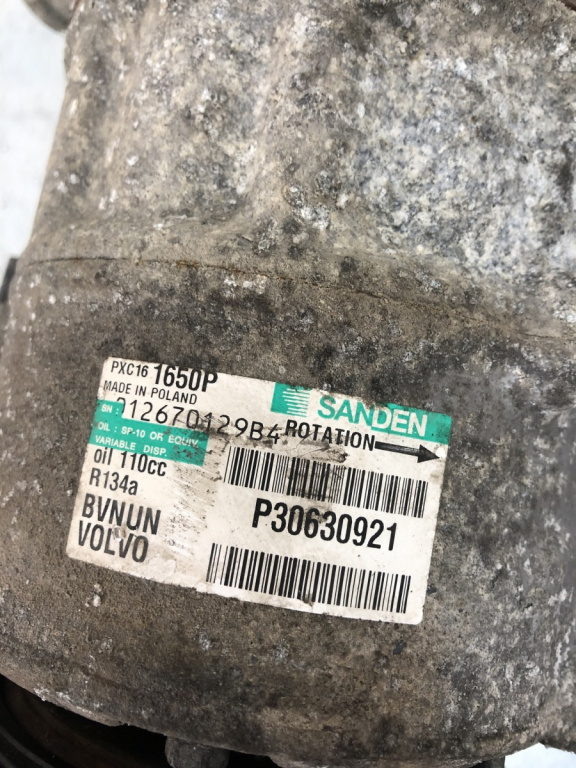 PXC16 1650P
MADE IN POLAND
SANDEN
SN:
OIL : SP-10 OR EQUIV.
VARIABLE DISP.
ROTATION
oil 110cc
R134a
P30630921
BVNUN
VOLVO